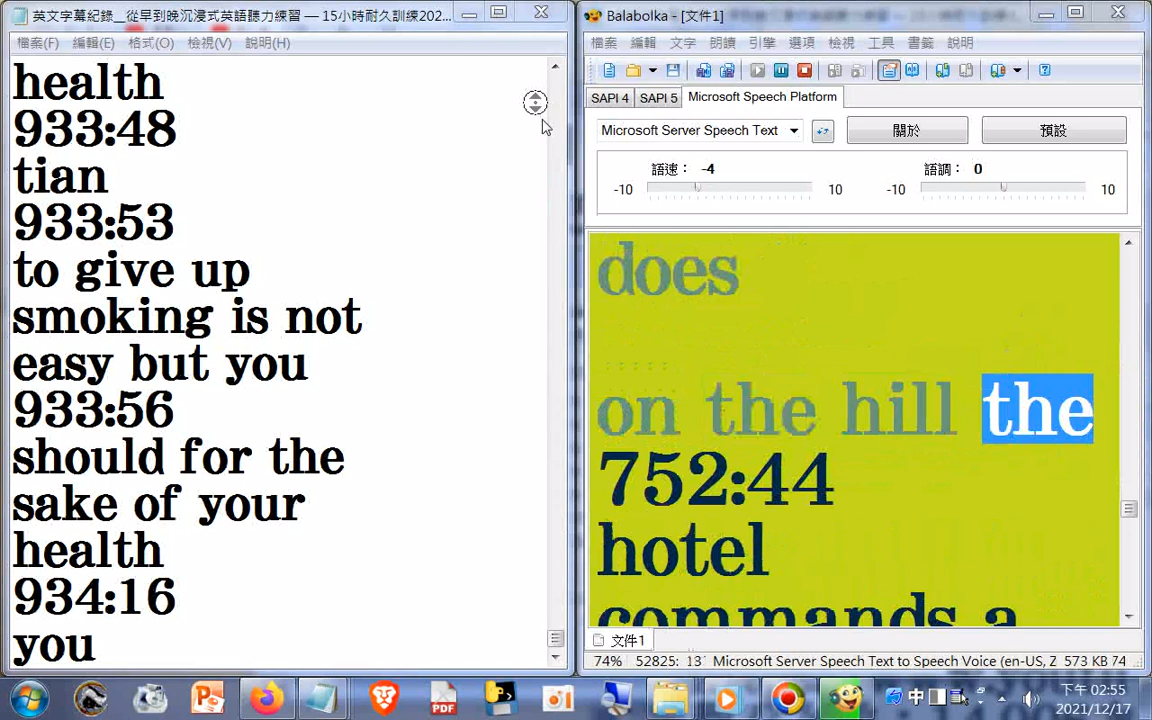 英文字幕紀錄__從早到晚沉浸式英語聽力練習 — 15小時耐久訓練202...
檔案(F) 編輯(E) 格式(O) 檢視(V) 說明(H)
health
933:48
tian
933:53
to give up
smoking is not
easy but you
933:56
should for the
sake of your
health
934:16
you
Balabolka - [文件1]
檔案 編輯 文字 朗讀 引擎 選項 檢視 工具 書籤 說明
SAPI 4 SAPI 5 Microsoft Speech Platform
Microsoft Server Speech Text 關於 預設
語速： -4 語調： 0
-10 10 -10 10
does
on the hill the
752:44
hotel
commands a
文件1
74% 52825: 13 Microsoft Server Speech Text to Speech Voice (en-US, Z 573 KB 74
中
下午 02:55
2021/12/17